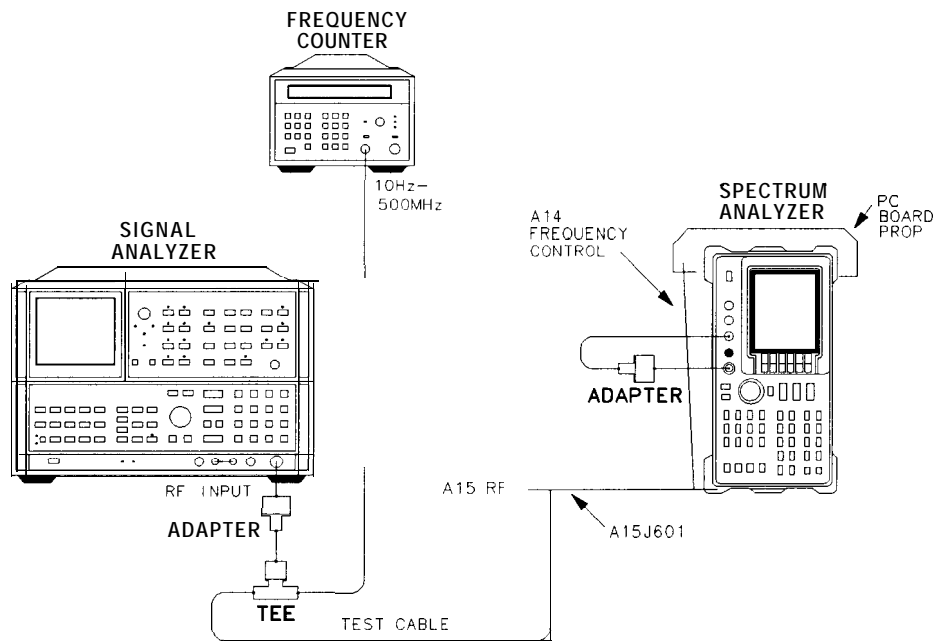 FREQUENCY
COUNTER
10Hz-
500MHz
SIGNAL
ANALYZER
SPECTRUM
ANALYZER
PC
BOARD
PROP
A14
FREQUENCY
CONTROL
ADAPTER
RF INPUT
A15 RF
A15J601
ADAPTER
TEE
TEST CABLE